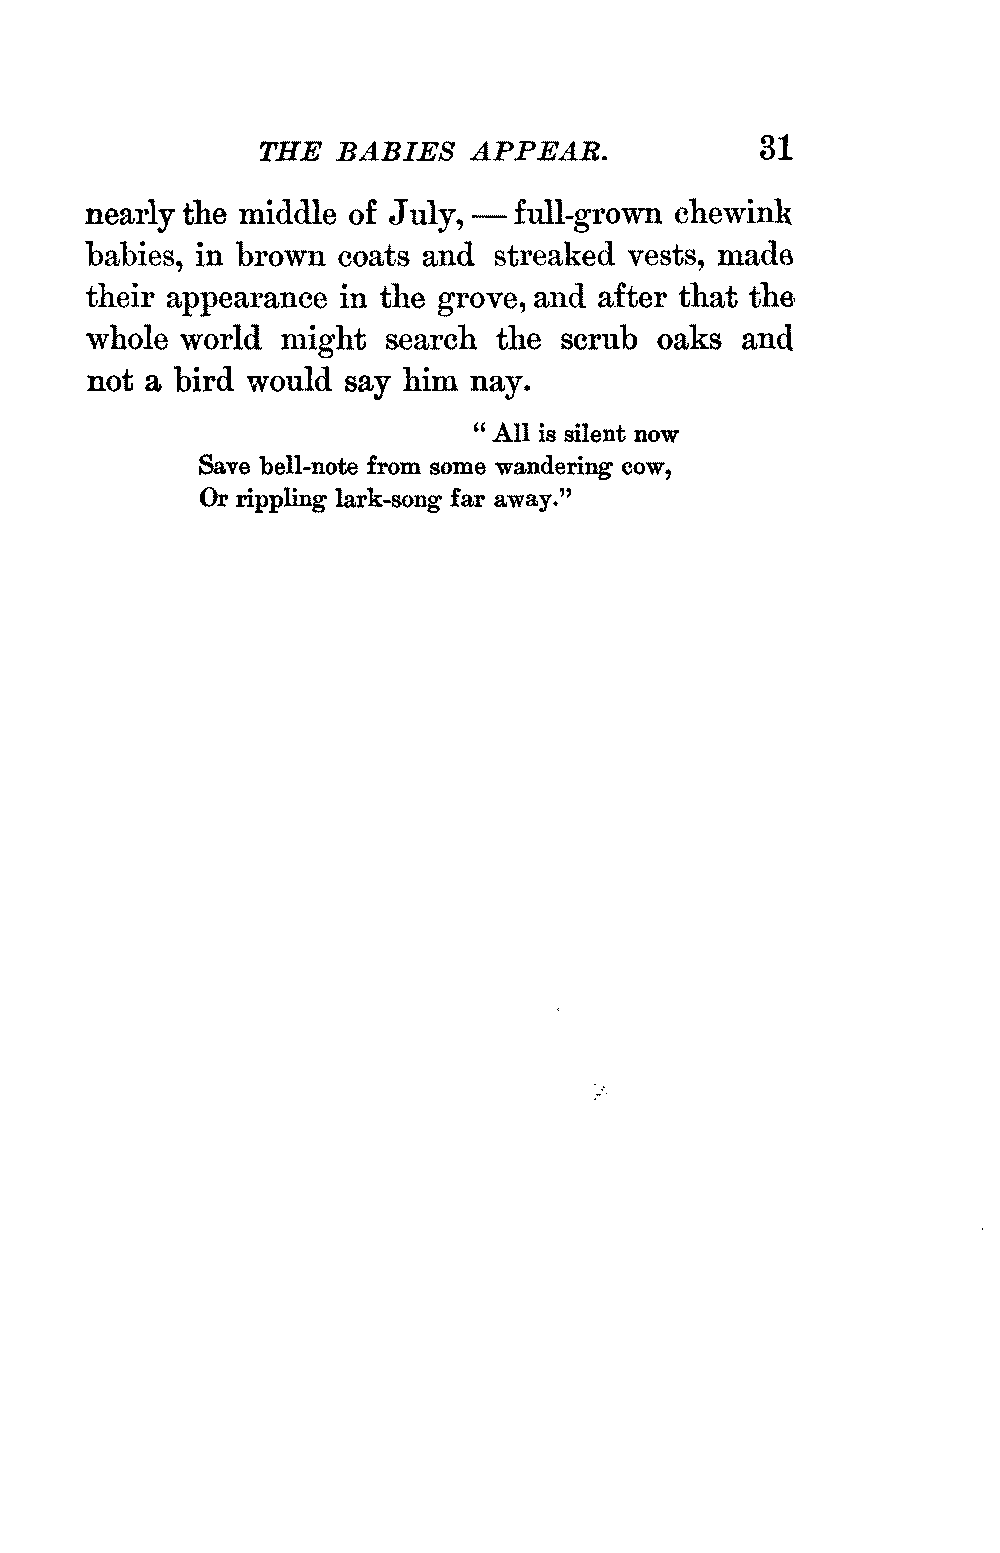 THE BABIES APPEAR. 31
nearly the middle of July, — full-grown chewink
babies, in brown coats and streaked vests, made
their appearance in the grove, and after that the
whole world might search the scrub oaks and
not a bird would say him nay.
“ All is silent now
Save bell-note from some wandering cow,
Or rippling lark-song far away.”